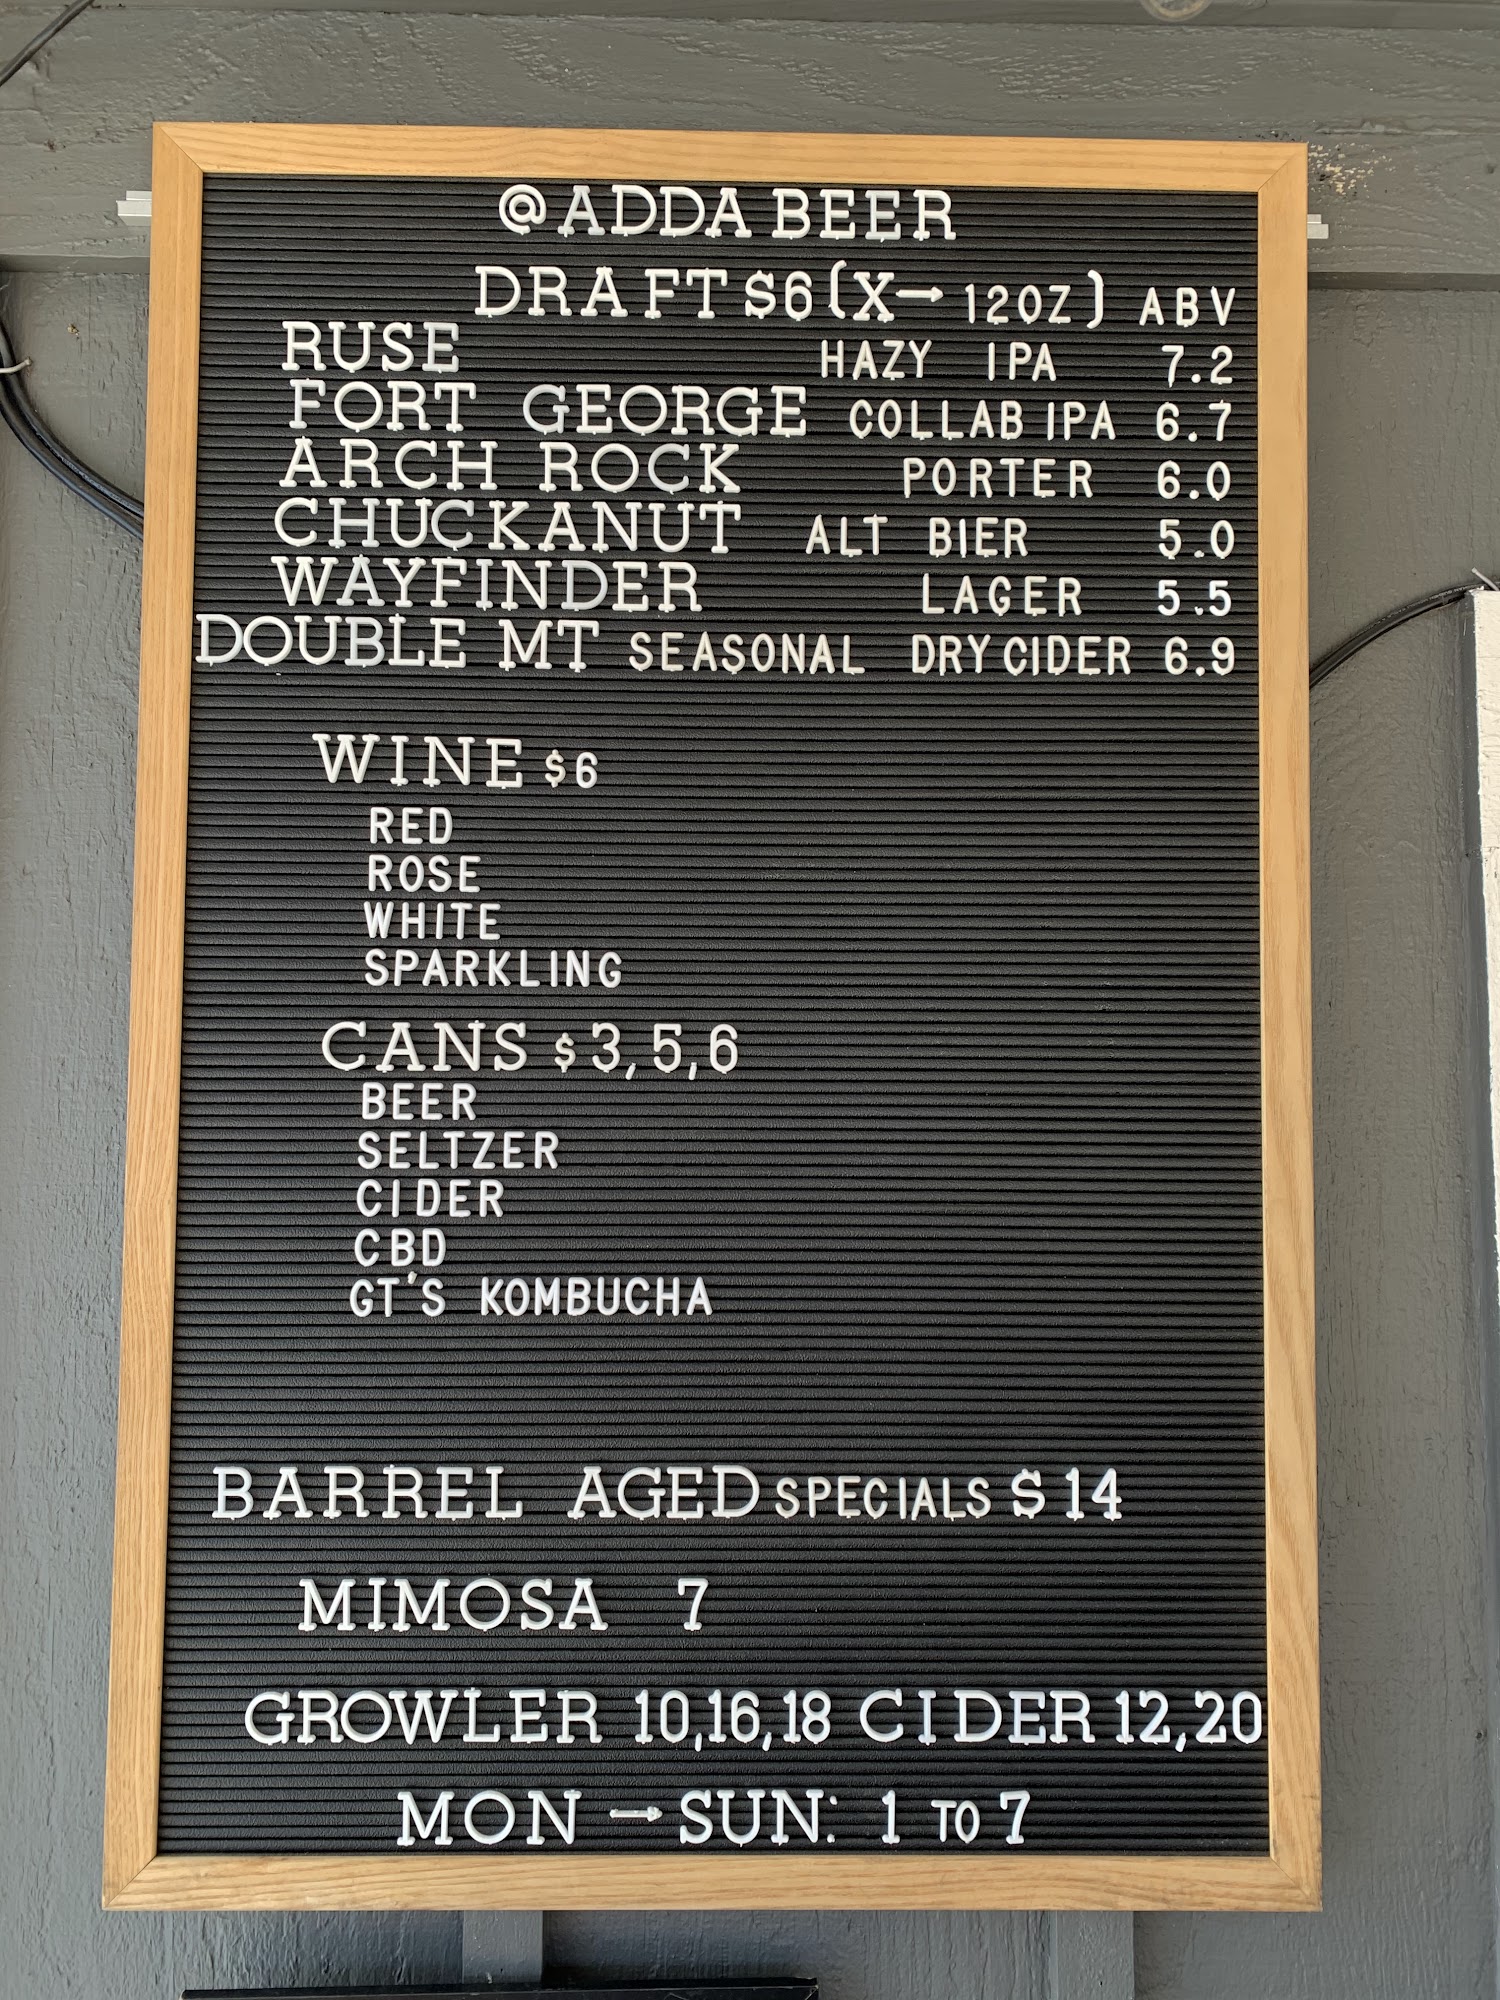 @ADDA BEER
DRAFT $6 (X→ 12OZ) ABV
RUSE HAZY IPA 7.2
FORT GEORGE COLLAB IPA 6.7
ARCH ROCK PORTER 6.0
CHUCKANUT ALT BIER 5.0
WAYFINDER LAGER 5.5
DOUBLE MT SEASONAL DRY CIDER 6.9
WINE $6
RED
ROSE
WHITE
SPARKLING
CANS $3,5,6
BEER
SELTZER
CIDER
CBD
GT'S KOMBUCHA
BARREL AGED SPECIALS $14
MIMOSA 7
GROWLER 10,16,18 CIDER 12,20
MON → SUN: 1 TO 7